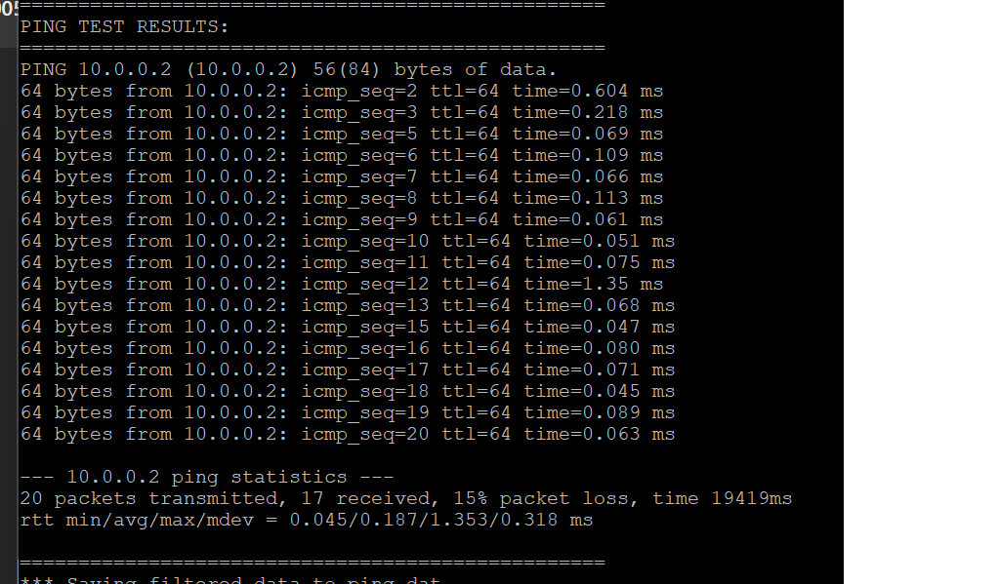 ==================================================
PING TEST RESULTS:
==================================================
PING 10.0.0.2 (10.0.0.2) 56(84) bytes of data.
64 bytes from 10.0.0.2: icmp_seq=2 ttl=64 time=0.604 ms
64 bytes from 10.0.0.2: icmp_seq=3 ttl=64 time=0.218 ms
64 bytes from 10.0.0.2: icmp_seq=5 ttl=64 time=0.069 ms
64 bytes from 10.0.0.2: icmp_seq=6 ttl=64 time=0.109 ms
64 bytes from 10.0.0.2: icmp_seq=7 ttl=64 time=0.066 ms
64 bytes from 10.0.0.2: icmp_seq=8 ttl=64 time=0.113 ms
64 bytes from 10.0.0.2: icmp_seq=9 ttl=64 time=0.061 ms
64 bytes from 10.0.0.2: icmp_seq=10 ttl=64 time=0.051 ms
64 bytes from 10.0.0.2: icmp_seq=11 ttl=64 time=0.075 ms
64 bytes from 10.0.0.2: icmp_seq=12 ttl=64 time=1.35 ms
64 bytes from 10.0.0.2: icmp_seq=13 ttl=64 time=0.068 ms
64 bytes from 10.0.0.2: icmp_seq=15 ttl=64 time=0.047 ms
64 bytes from 10.0.0.2: icmp_seq=16 ttl=64 time=0.080 ms
64 bytes from 10.0.0.2: icmp_seq=17 ttl=64 time=0.071 ms
64 bytes from 10.0.0.2: icmp_seq=18 ttl=64 time=0.045 ms
64 bytes from 10.0.0.2: icmp_seq=19 ttl=64 time=0.089 ms
64 bytes from 10.0.0.2: icmp_seq=20 ttl=64 time=0.063 ms
--- 10.0.0.2 ping statistics ---
20 packets transmitted, 17 received, 15% packet loss, time 19419ms
rtt min/avg/max/mdev = 0.045/0.187/1.353/0.318 ms
==================================================
*** Saving filtered data to ping dat